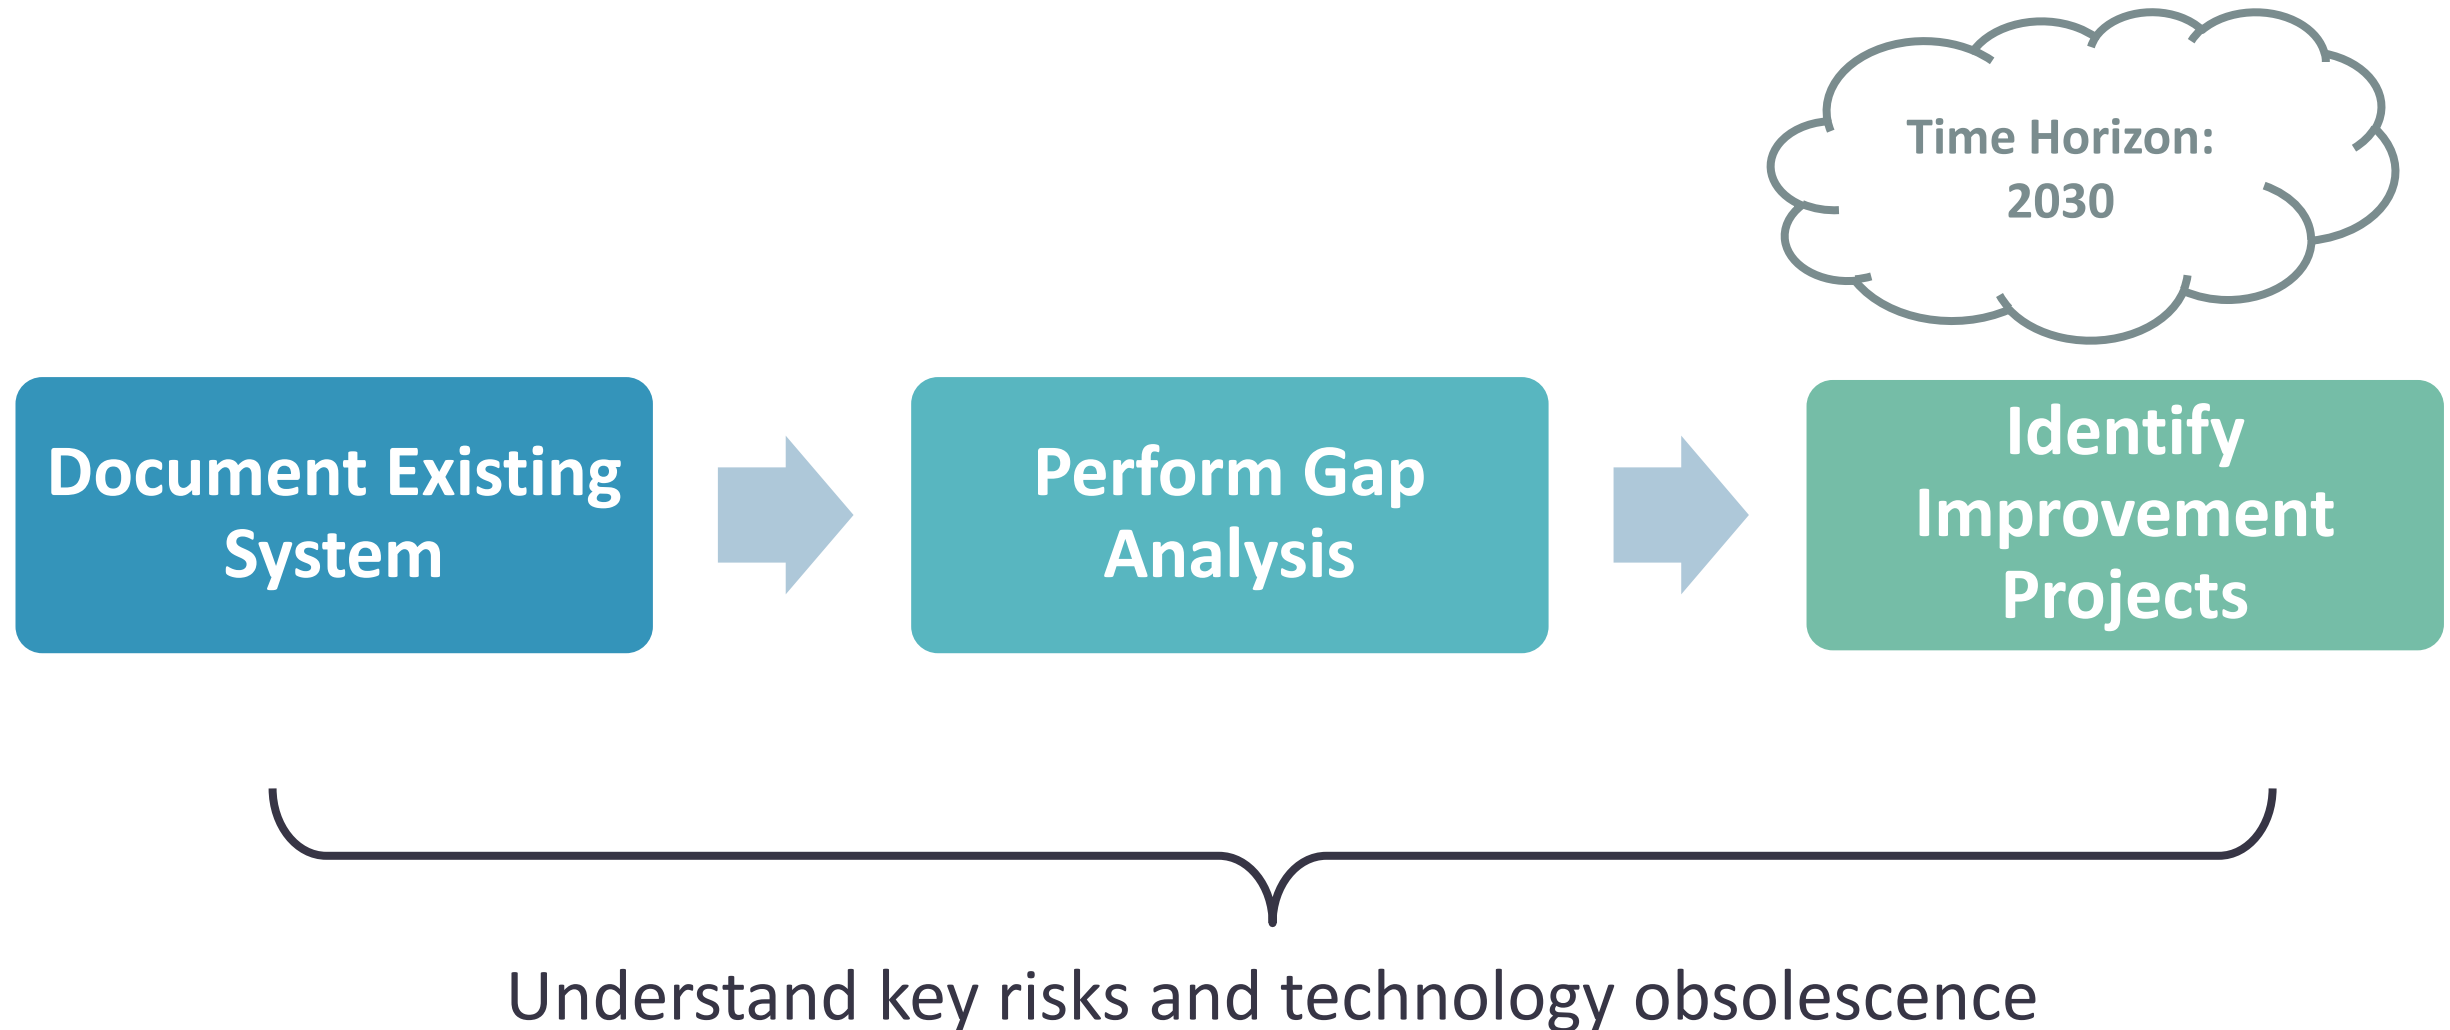 Time Horizon:
2030
Document Existing
System
Perform Gap
Analysis
Identify
Improvement
Projects
Understand key risks and technology obsolescence